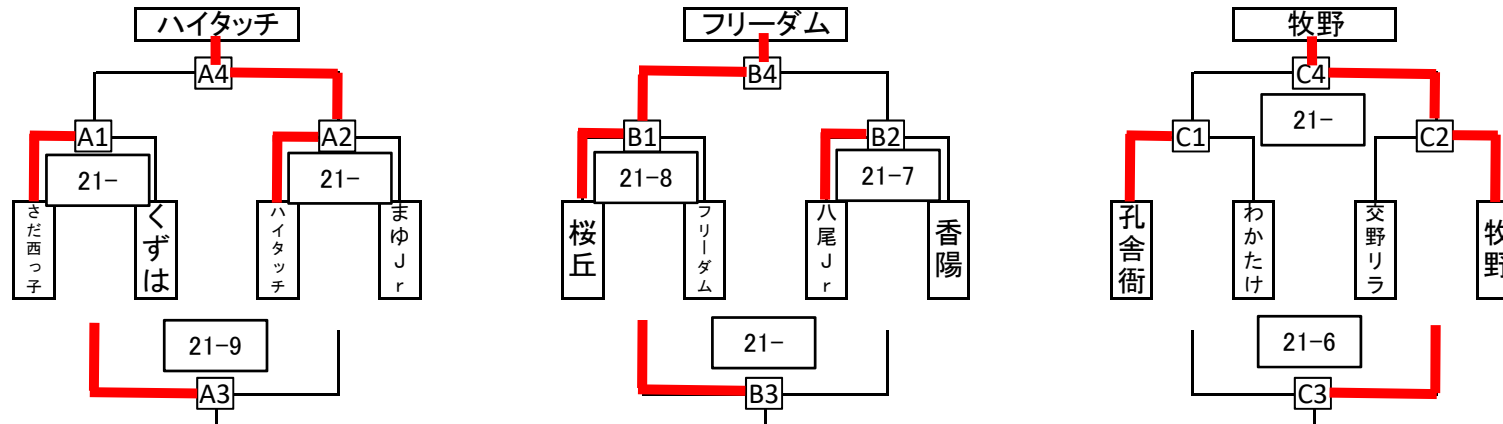 ハイタッチ
フリーダム
牧野
A4
B4
C4
A1
A2
B1
B2
C1
C2
21-
21-
21-8
21-7
21-
さだ西っ子
くずは
ハイタッチ
まゆJr
桜丘
フリーダム
八尾Jr
香陽
孔舎衙
わかたけ
交野リラ
牧野
21-9
21-
21-6
A3
B3
C3